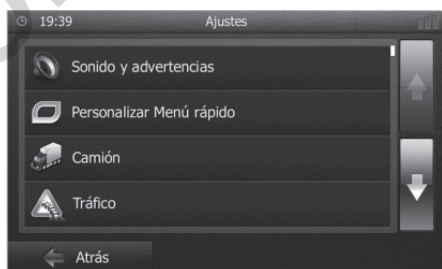 19:39
Ajustes
Sonido y advertencias
Personalizar Menú rápido
Camión
Tráfico
Atrás